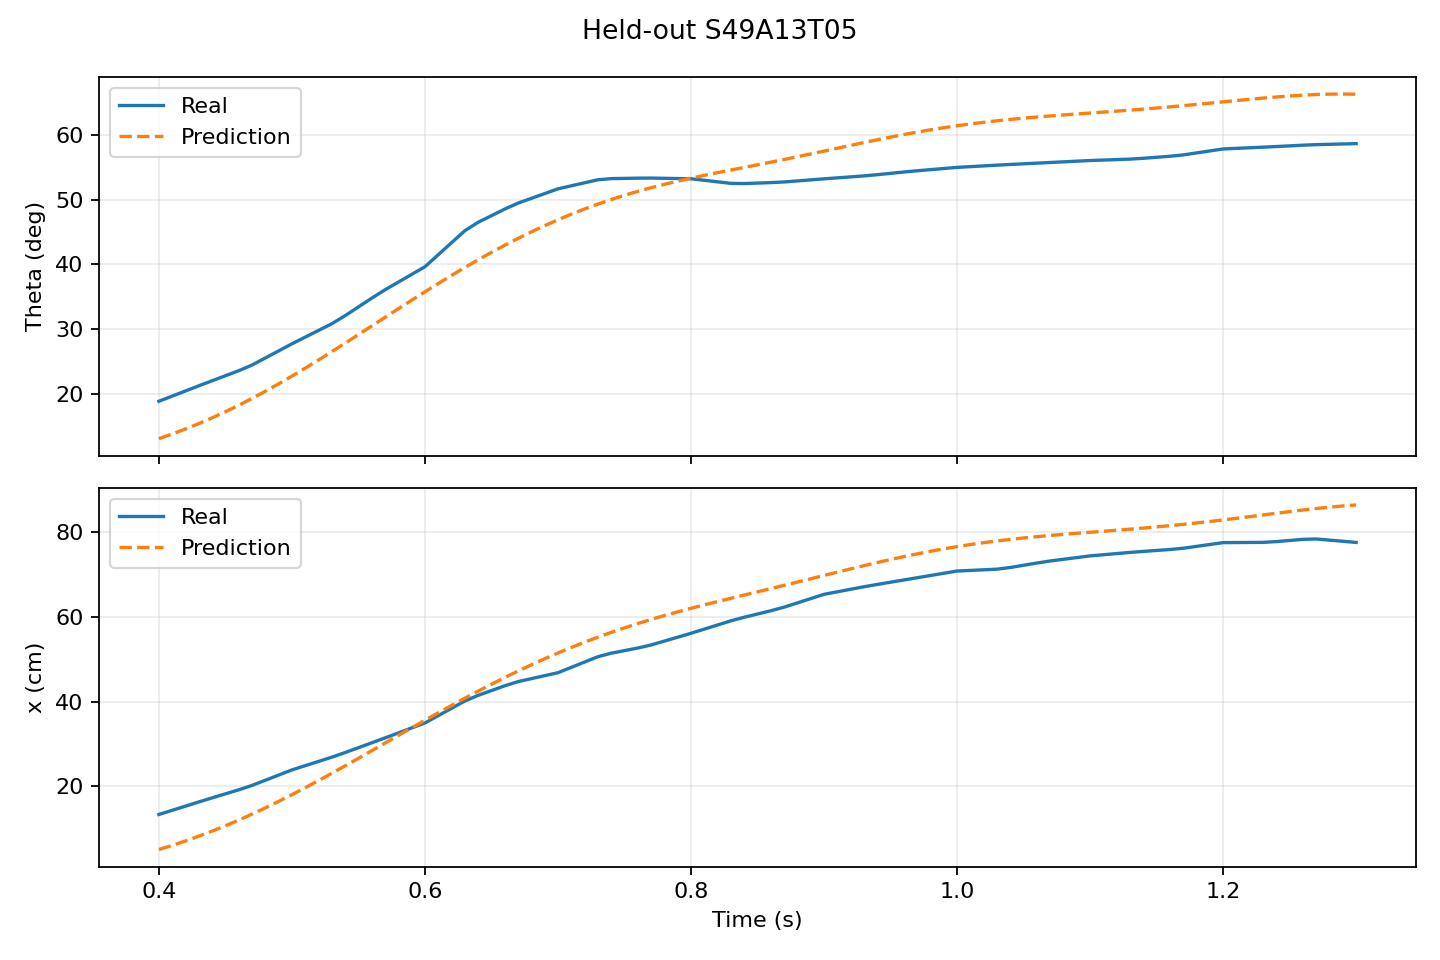 Held-out S49A13T05
Real
Prediction
Theta (deg)
60
50
40
30
20
Real
Prediction
x (cm)
80
60
40
20
0.4 0.6 0.8 1.0 1.2
Time (s)